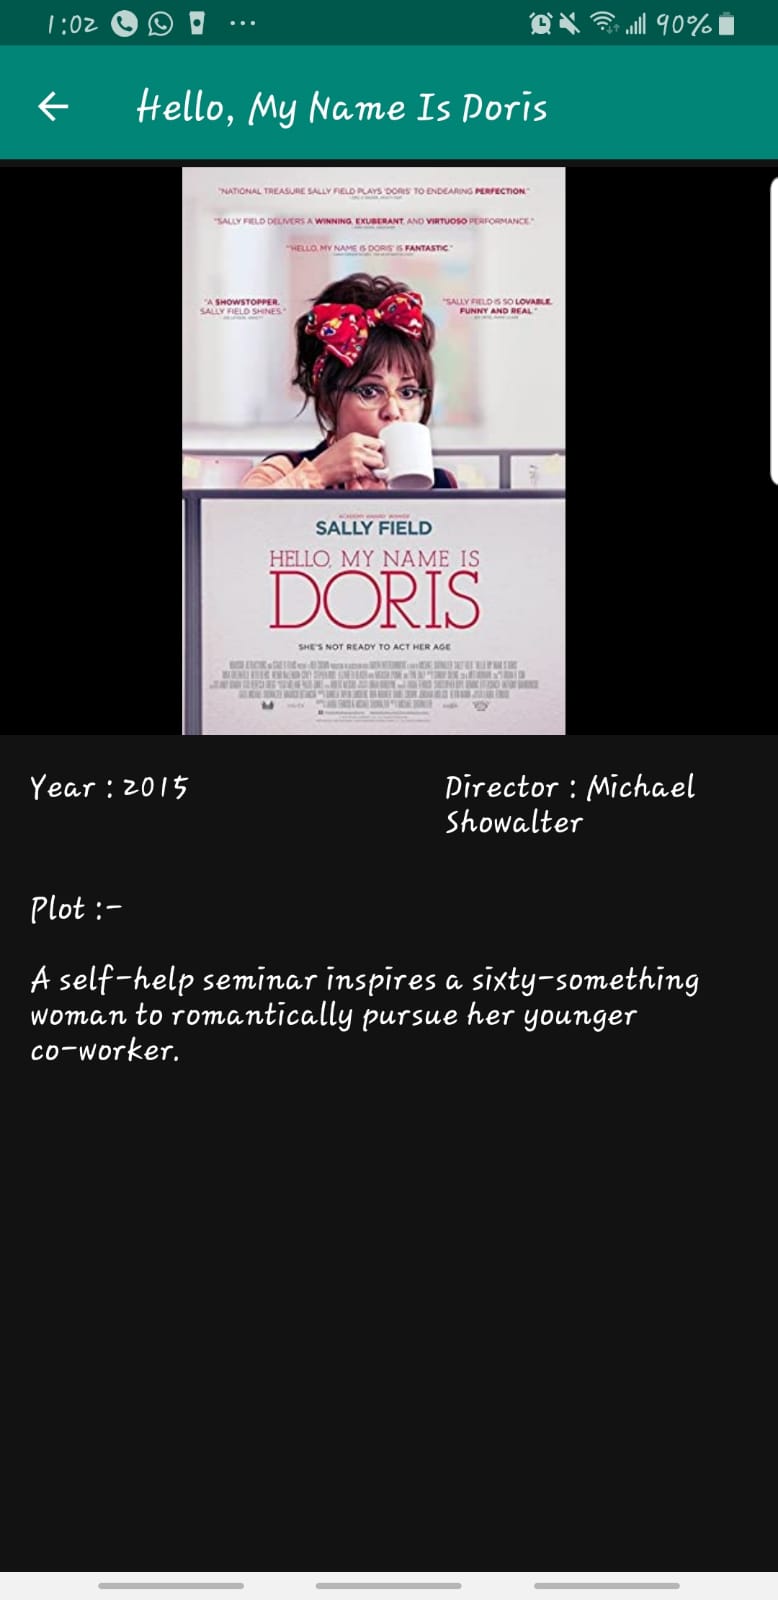 1:02
90%
Hello, My Name Is Doris
"NATIONAL TREASURE SALLY FIELD PLAYS 'DORIS' TO ENDEARING PERFECTION."
"SALLY FIELD DELIVERS A WINNING, EXUBERANT, AND VIRTUOSO PERFORMANCE."
"'HELLO, MY NAME IS DORIS' IS FANTASTIC."
"A SHOWSTOPPER.
SALLY FIELD SHINES."
"SALLY FIELD IS SO LOVABLE,
FUNNY AND REAL."
ACADEMY AWARD WINNER
SALLY FIELD
HELLO, MY NAME IS
DORIS
SHE'S NOT READY TO ACT HER AGE
Year : 2015
Director : Michael
Showalter
Plot :-
A self-help seminar inspires a sixty-something
woman to romantically pursue her younger
co-worker.